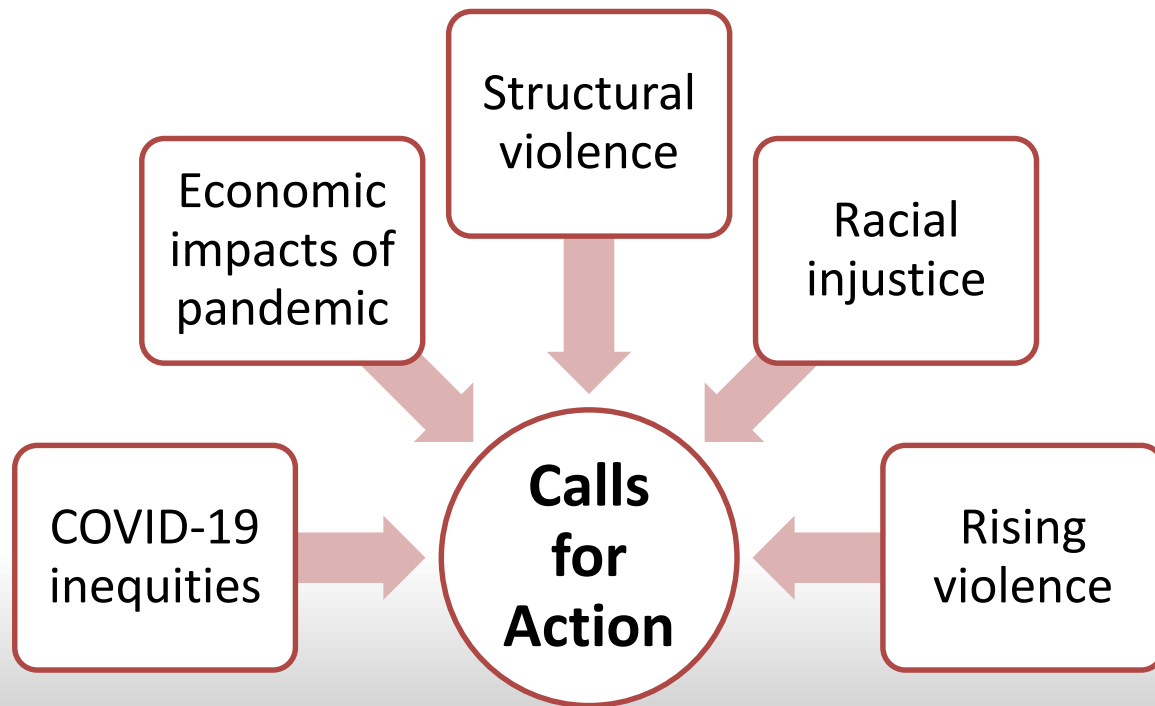 Structural
violence
Economic
impacts of
pandemic
Racial
injustice
COVID-19
inequities
Calls
for
Action
Rising
violence